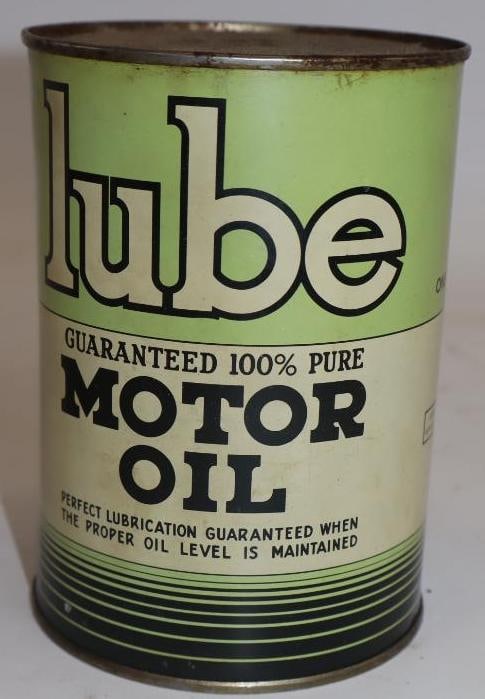 lube
GUARANTEED 100% PURE
MOTOR
OIL
PERFECT LUBRICATION GUARANTEED WHEN
THE PROPER OIL LEVEL IS MAINTAINED